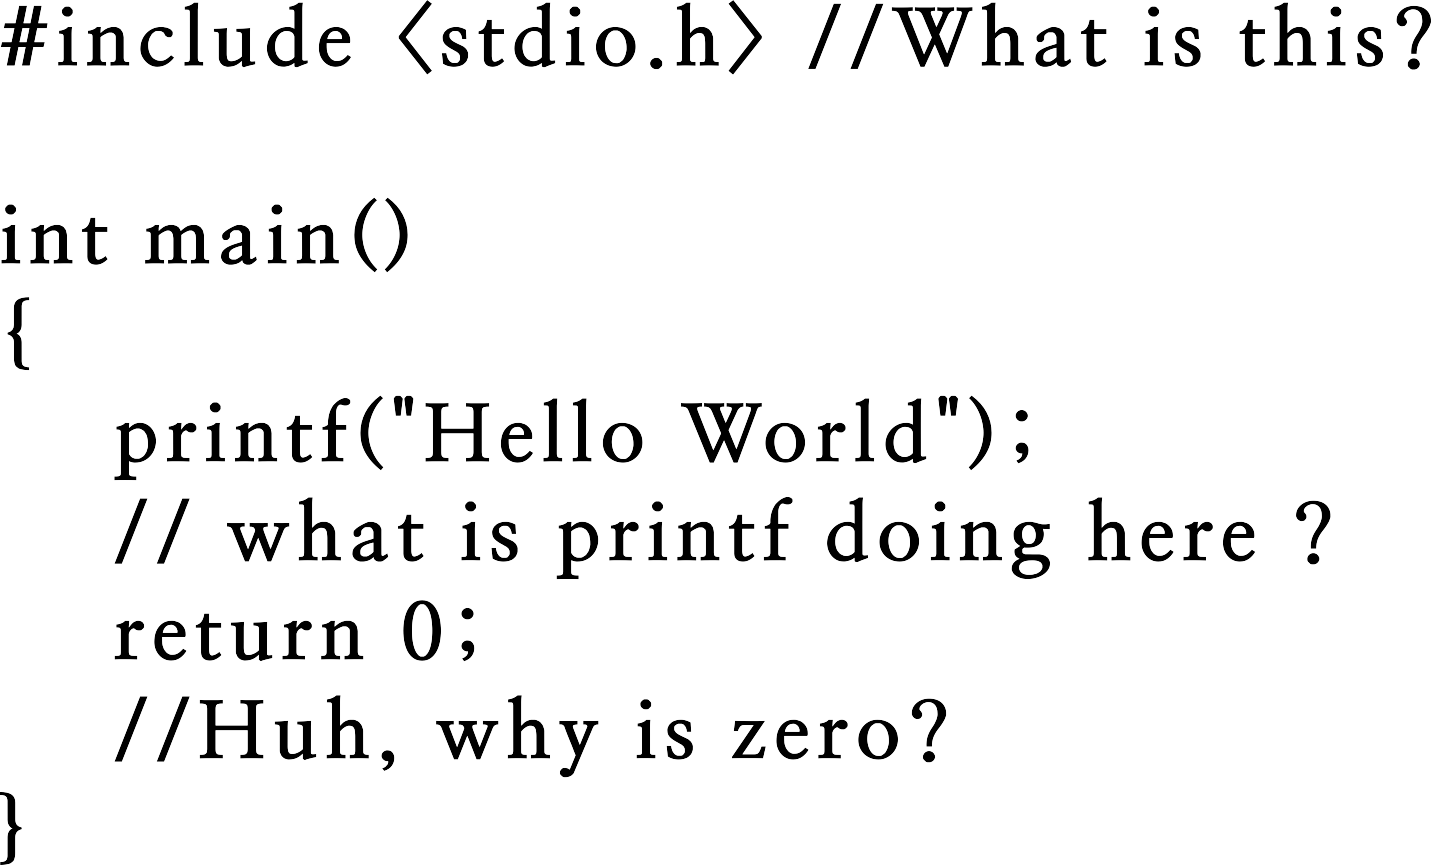 #include 〈stdio.h〉 //What is this?
int main()
{
printf("Hello World");
// what is printf doing here ?
return 0;
//Huh, why is zero?
}